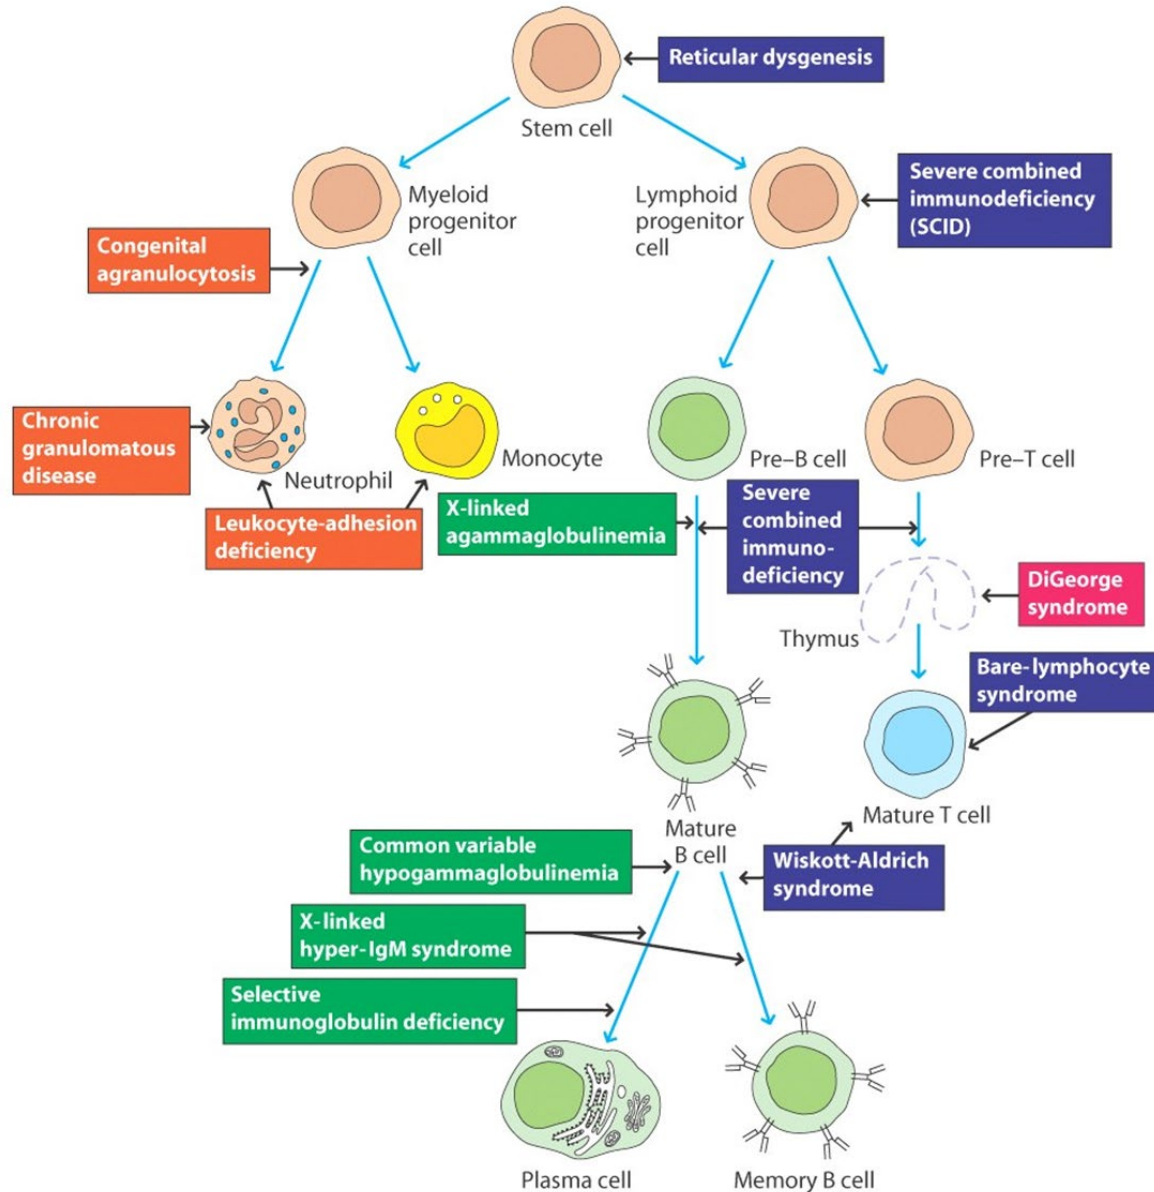 Reticular dysgenesis
Stem cell
Myeloid
progenitor
cell
Lymphoid
progenitor
cell
Severe combined
immunodeficiency
(SCID)
Congenital
agranulocytosis
Chronic
granulomatous
disease
Neutrophil
Monocyte
Leukocyte-adhesion
deficiency
Pre–B cell
Pre–T cell
X-linked
agammaglobulinemia
Severe
combined
immuno-
deficiency
Thymus
DiGeorge
syndrome
Bare-lymphocyte
syndrome
Mature T cell
Mature
B cell
Common variable
hypogammaglobulinemia
Wiskott-Aldrich
syndrome
X-linked
hyper-IgM syndrome
Selective
immunoglobulin deficiency
Plasma cell
Memory B cell